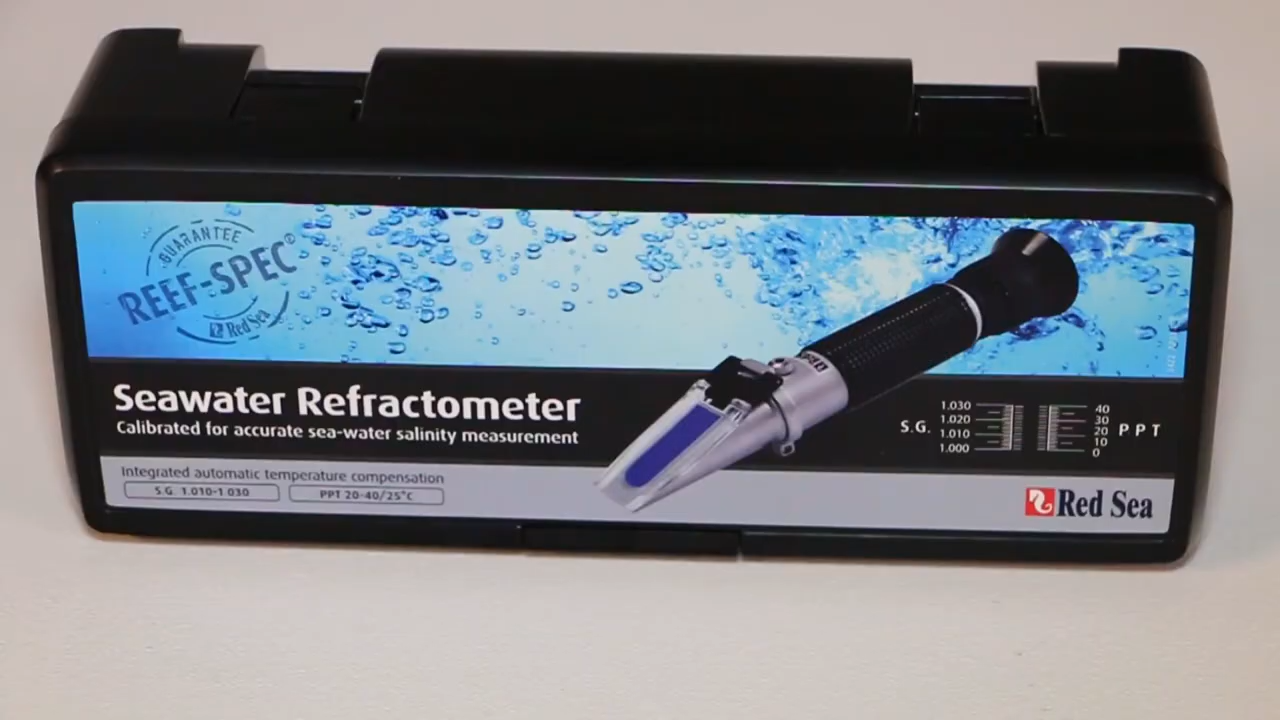 GUARANTEE
REEF-SPEC®
Red Sea
Seawater Refractometer
Calibrated for accurate sea-water salinity measurement
Integrated automatic temperature compensation
S.G. 1.010-1.030
PPT 20-40/25°C
S.G.
1.030
1.020
1.010
1.000
40
30
20
10
0
PPT
Red Sea